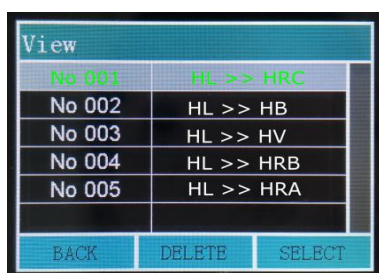 View
No 001 HL >> HRC
No 002 HL >> HB
No 003 HL >> HV
No 004 HL >> HRB
No 005 HL >> HRA
BACK DELETE SELECT